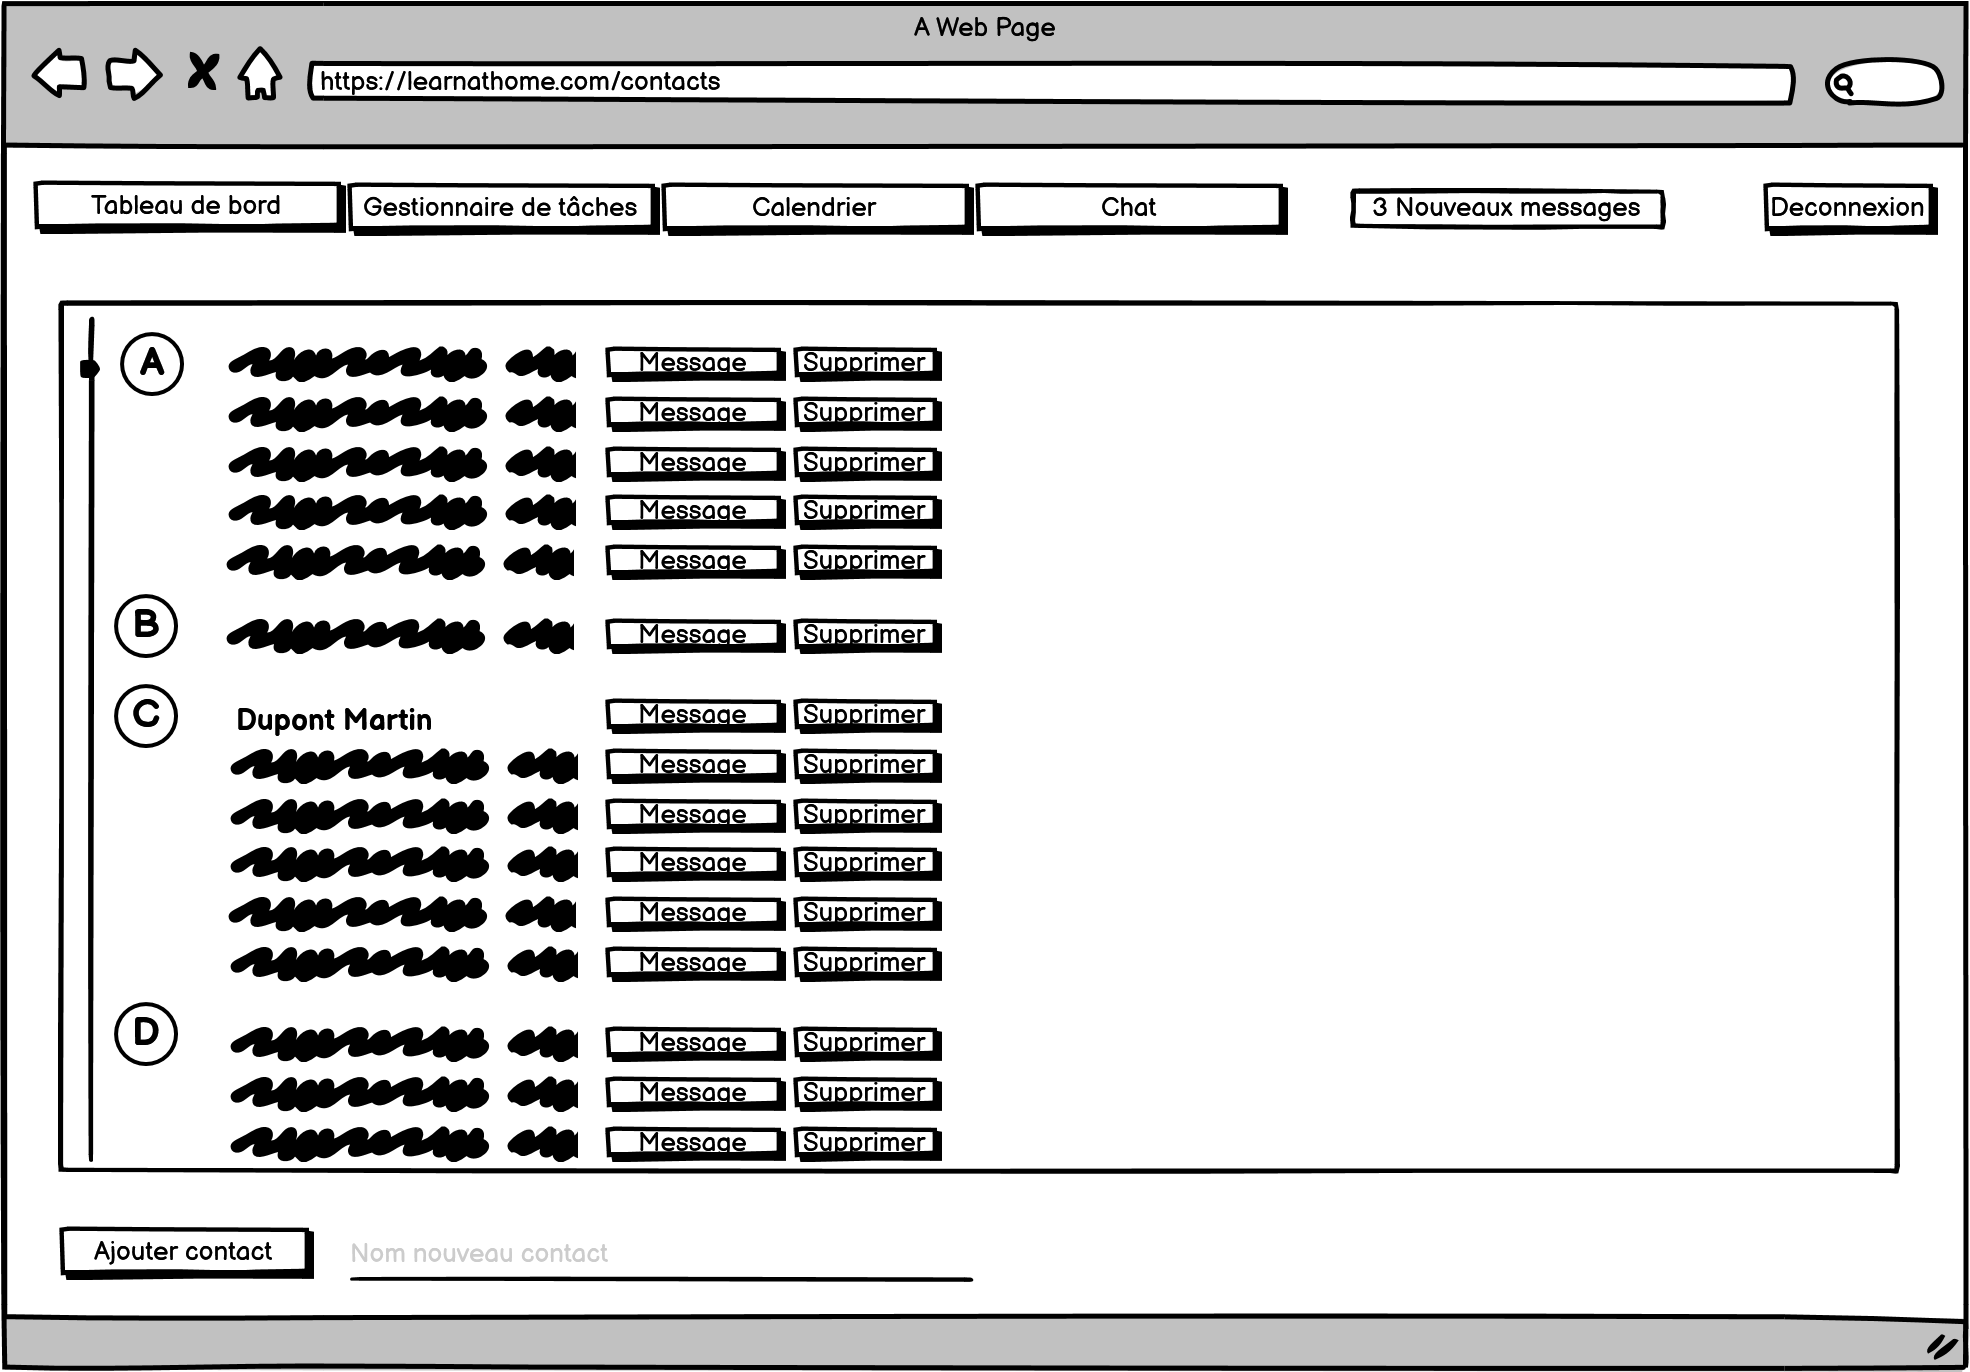 A Web Page
https://learnathome.com/contacts
Tableau de bord Gestionnaire de tâches Calendrier Chat 3 Nouveaux messages Deconnexion
A Message Supprimer
Message Supprimer
Message Supprimer
Message Supprimer
Message Supprimer
B Message Supprimer
C Dupont Martin Message Supprimer
Message Supprimer
Message Supprimer
Message Supprimer
Message Supprimer
Message Supprimer
D Message Supprimer
Message Supprimer
Message Supprimer
Ajouter contact Nom nouveau contact